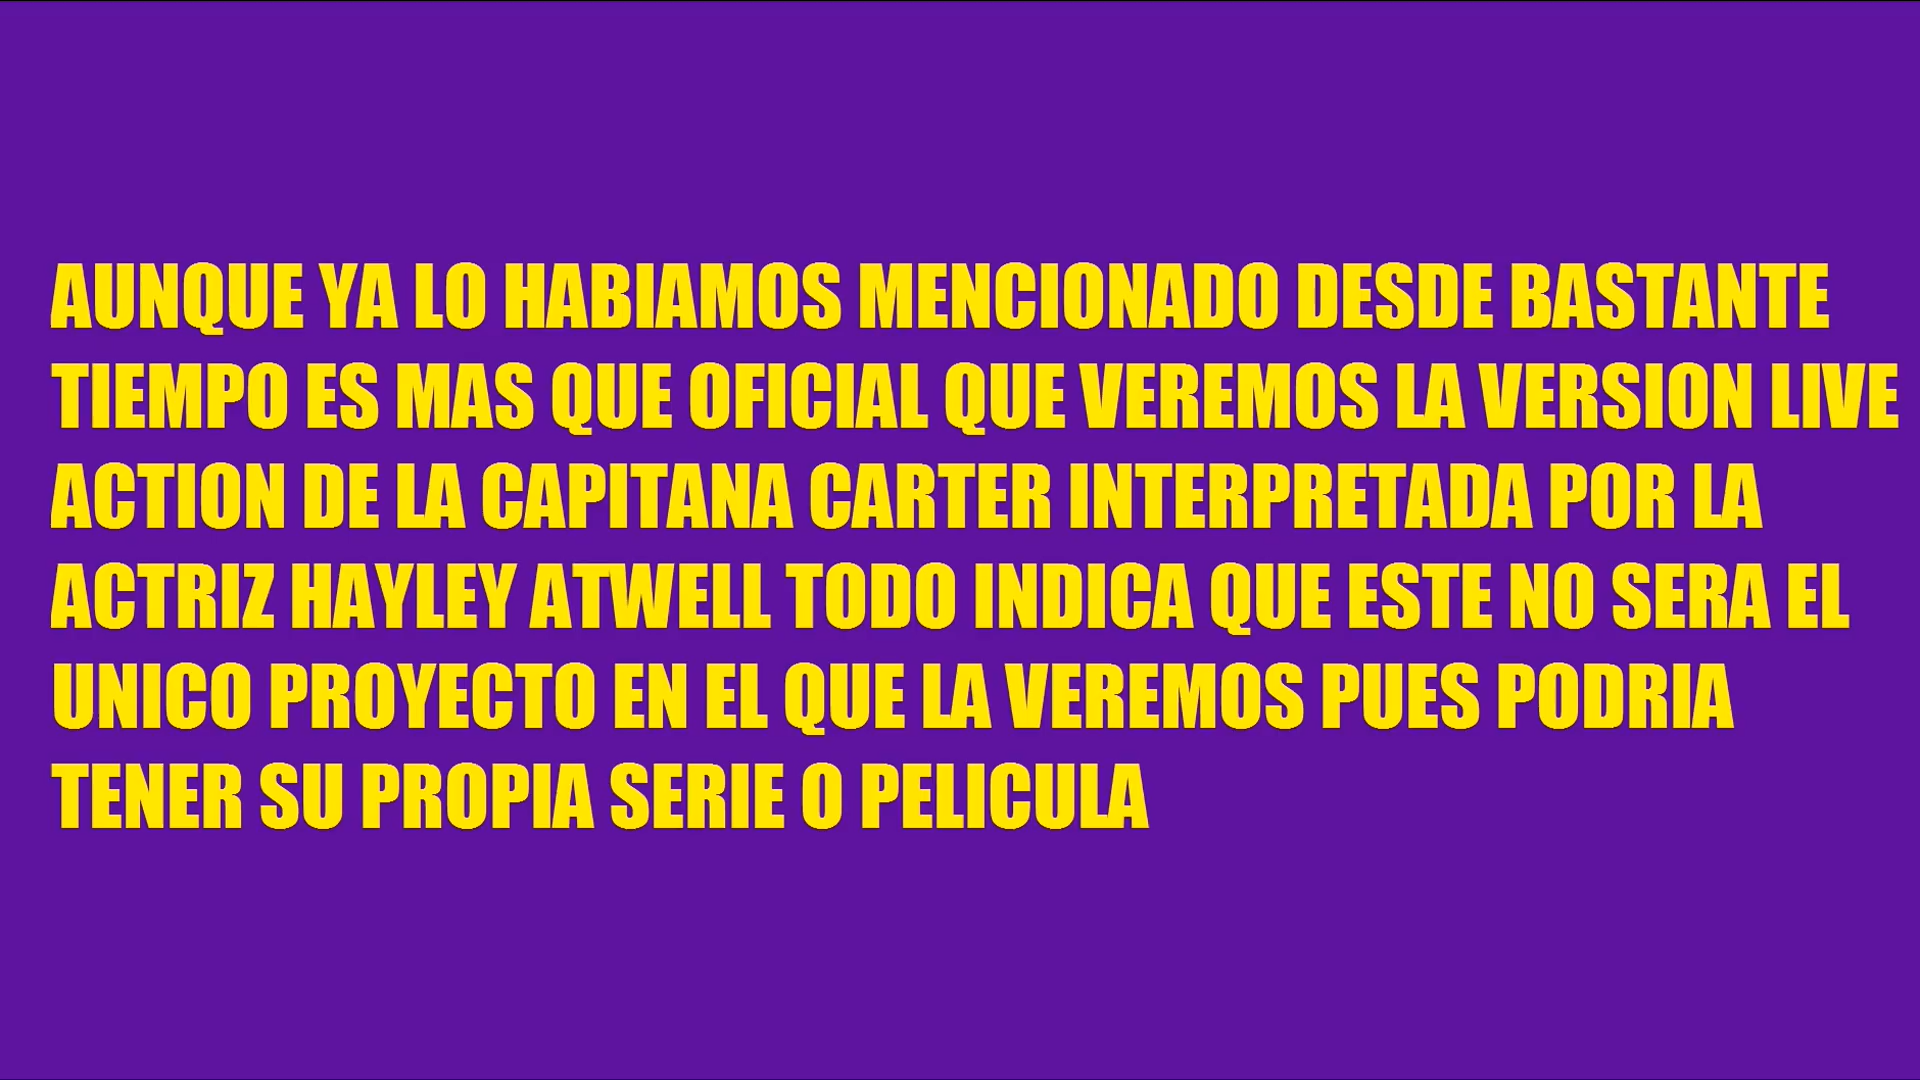 AUNQUE YA LO HABIAMOS MENCIONADO DESDE BASTANTE
TIEMPO ES MAS QUE OFICIAL QUE VEREMOS LA VERSION LIVE
ACTION DE LA CAPITANA CARTER INTERPRETADA POR LA
ACTRIZ HAYLEY ATWELL TODO INDICA QUE ESTE NO SERA EL
UNICO PROYECTO EN EL QUE LA VEREMOS PUES PODRIA
TENER SU PROPIA SERIE O PELICULA